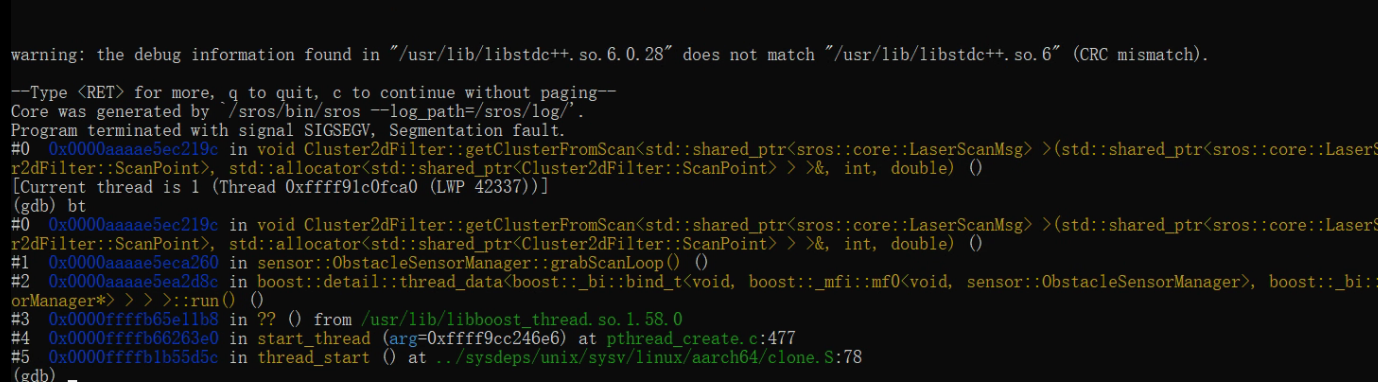 warning: the debug information found in "/usr/lib/libstdc++.so.6.0.28" does not match "/usr/lib/libstdc++.so.6" (CRC mismatch).
--Type <RET> for more, q to quit, c to continue without paging--
Core was generated by `/sros/bin/sros --log_path=/sros/log/'.
Program terminated with signal SIGSEGV, Segmentation fault.
#0  0x0000aaaae5ec219c in void Cluster2dFilter::getClusterFromScan<std::shared_ptr<sros::core::LaserScanMsg> >(std::shared_ptr<sros::core::LaserS
r2dFilter::ScanPoint>, std::allocator<std::shared_ptr<Cluster2dFilter::ScanPoint> > >&, int, double) ()
[Current thread is 1 (Thread 0xffff91c0fca0 (LWP 42337))]
(gdb) bt
#0  0x0000aaaae5ec219c in void Cluster2dFilter::getClusterFromScan<std::shared_ptr<sros::core::LaserScanMsg> >(std::shared_ptr<sros::core::LaserS
r2dFilter::ScanPoint>, std::allocator<std::shared_ptr<Cluster2dFilter::ScanPoint> > >&, int, double) ()
#1  0x0000aaaae5eca260 in sensor::ObstacleSensorManager::grabScanLoop() ()
#2  0x0000aaaae5ea2d8c in boost::detail::thread_data<boost::_bi::bind_t<void, boost::_mfi::mf0<void, sensor::ObstacleSensorManager>, boost::_bi::
orManager*> > > >::run() ()
#3  0x0000ffffb65e11b8 in ?? () from /usr/lib/libboost_thread.so.1.58.0
#4  0x0000ffffb66263e0 in start_thread (arg=0xffff9cc246e6) at pthread_create.c:477
#5  0x0000ffffb1b55d5c in thread_start () at ../sysdeps/unix/sysv/linux/aarch64/clone.S:78
(gdb)